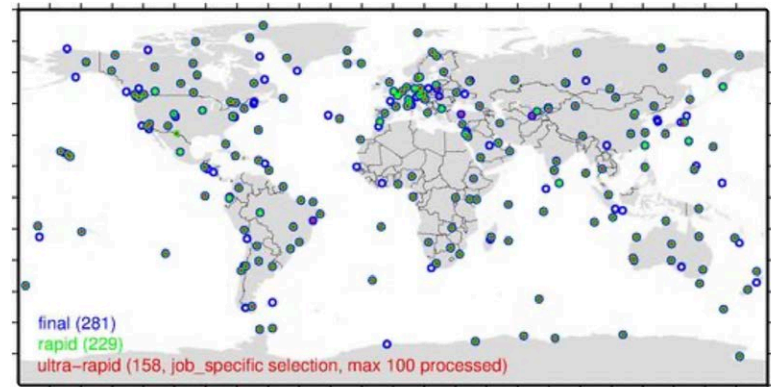 final (281)
rapid (229)
ultra-rapid (158, job_specific selection, max 100 processed)